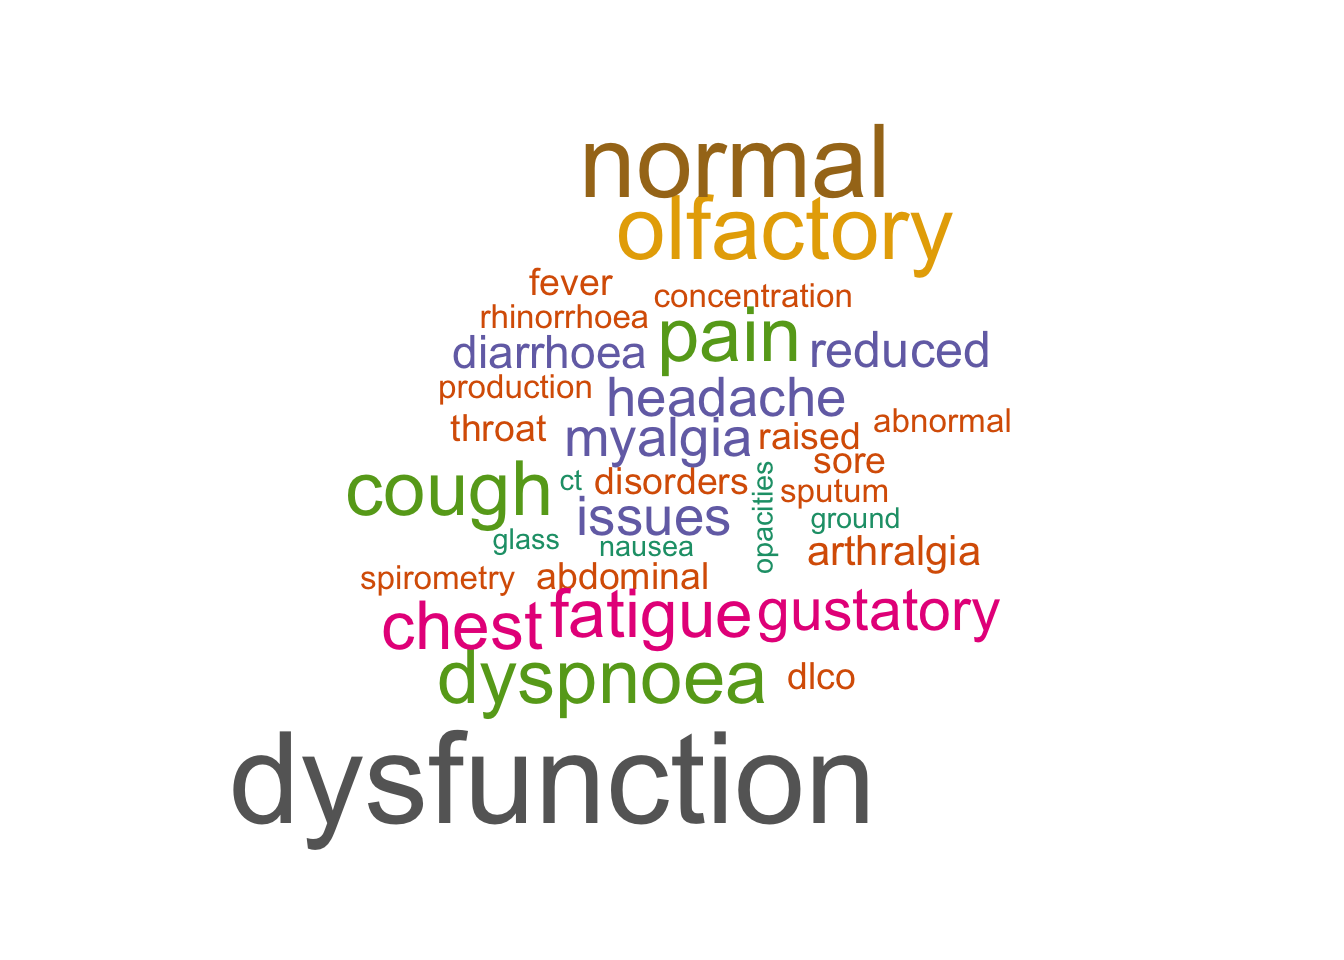 normal
olfactory
fever
concentration
rhinorrhoea
pain
diarrhoea
reduced
production
headache
abnormal
throat
myalgia
raised
sore
cough
ct
disorders
opacities
sputum
issues
ground
glass
nausea
arthralgia
spirometry
abdominal
chest
fatigue
gustatory
dyspnoea
dlco
dysfunction